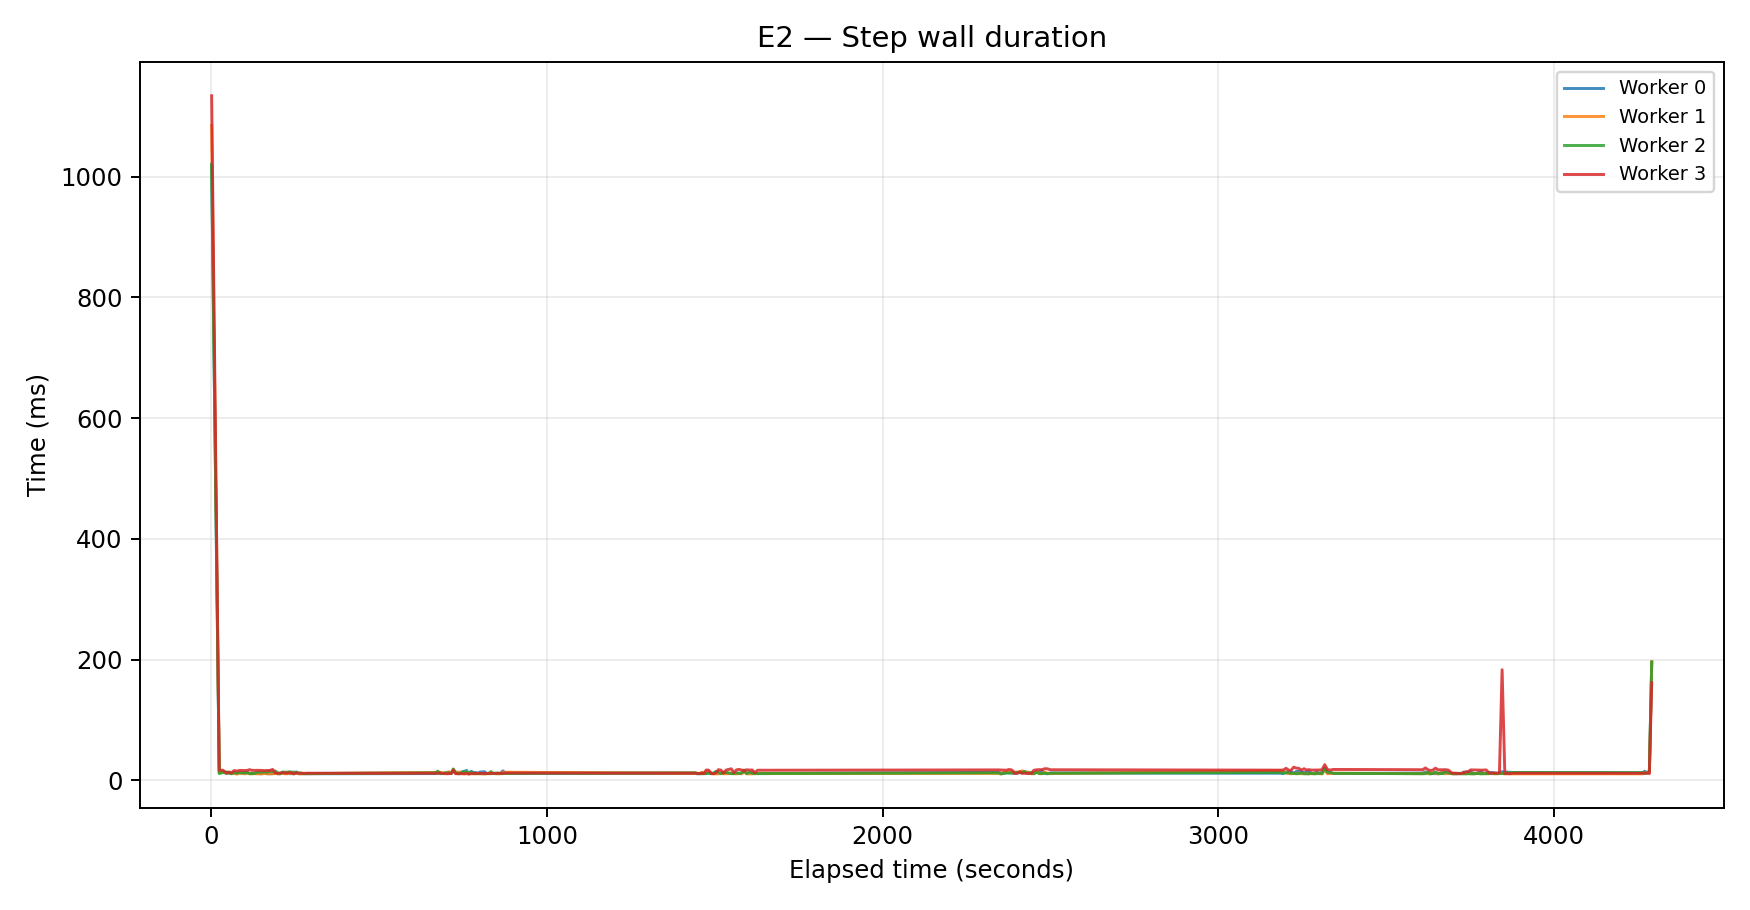 E2 — Step wall duration
Worker 0
Worker 1
Worker 2
Worker 3
1000
800
600
400
200
0
Time (ms)
0
1000
2000
3000
4000
Elapsed time (seconds)